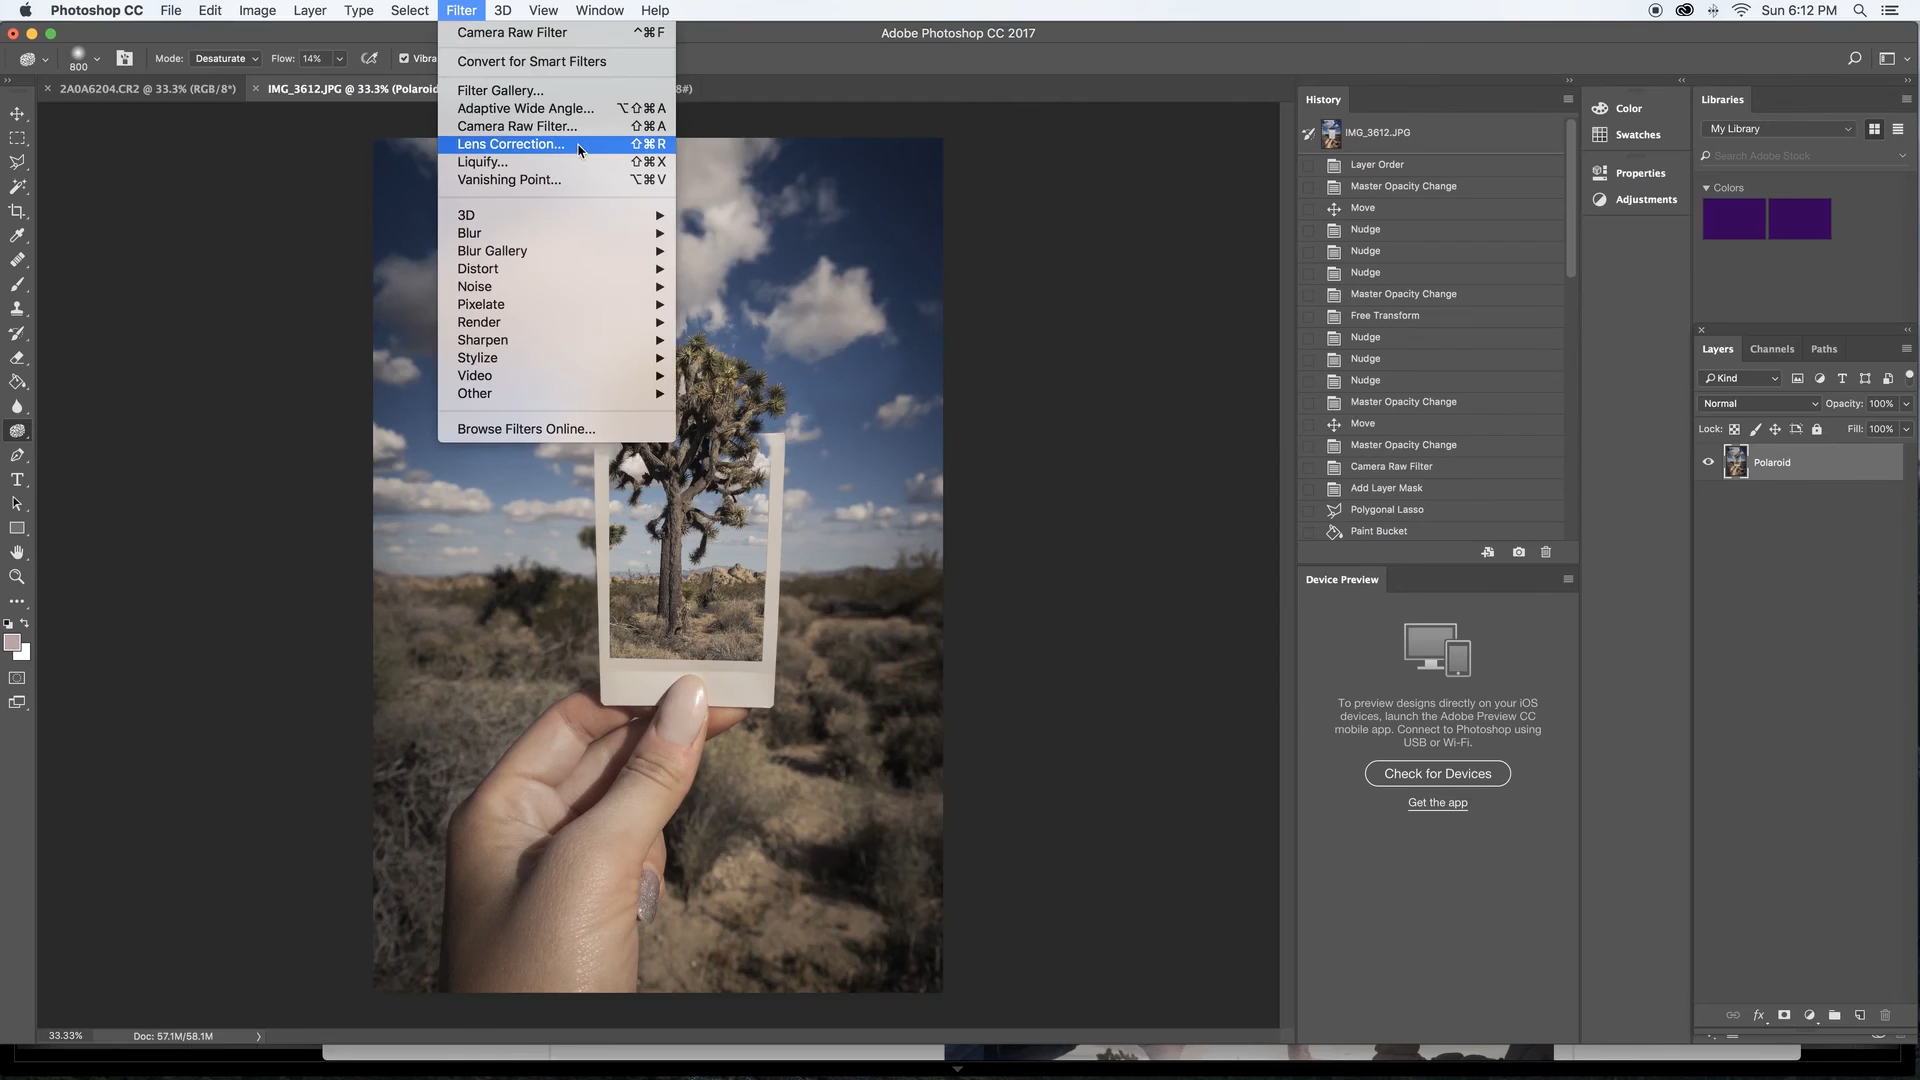 Photoshop CC File Edit Image Layer Type Select Filter 3D View Window Help Sun 6:12 PM
Adobe Photoshop CC 2017
800 Mode: Desaturate Flow: 14% Vibra
2A0A6204.CR2 @ 33.3% (RGB/8*) IMG_3612.JPG @ 33.3% (Polaroid 8#)
Camera Raw Filter ^⌘F
Convert for Smart Filters
Filter Gallery...
Adaptive Wide Angle... ⌥⇧⌘A
Camera Raw Filter... ⇧⌘A
Lens Correction... ⇧⌘R
Liquify... ⇧⌘X
Vanishing Point... ⌥⌘V
3D
Blur
Blur Gallery
Distort
Noise
Pixelate
Render
Sharpen
Stylize
Video
Other
Browse Filters Online...
33.33% Doc: 57.1M/58.1M
History
IMG_3612.JPG
Layer Order
Master Opacity Change
Move
Nudge
Nudge
Nudge
Master Opacity Change
Free Transform
Nudge
Nudge
Nudge
Master Opacity Change
Move
Master Opacity Change
Camera Raw Filter
Add Layer Mask
Polygonal Lasso
Paint Bucket
Device Preview
To preview designs directly on your iOS
devices, launch the Adobe Preview CC
mobile app. Connect to Photoshop using
USB or Wi-Fi.
Check for Devices
Get the app
Color
Swatches
Properties
Adjustments
Libraries
My Library
Search Adobe Stock
Colors
Layers Channels Paths
Kind
Normal Opacity: 100%
Lock: Fill: 100%
Polaroid
fx